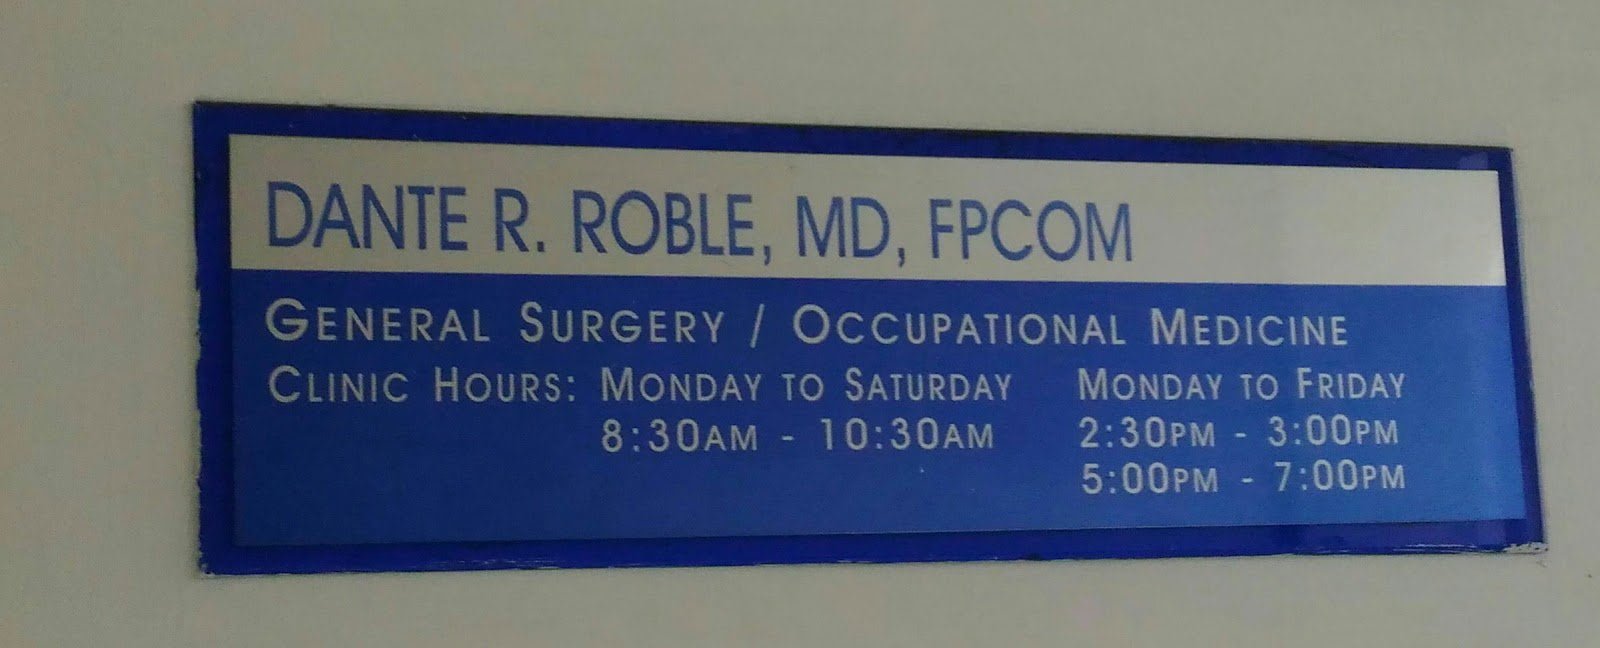 DANTE R. ROBLE, MD, FPCOM
GENERAL SURGERY / OCCUPATIONAL MEDICINE
CLINIC HOURS: MONDAY TO SATURDAY MONDAY TO FRIDAY
8:30AM - 10:30AM 2:30PM - 3:00PM
5:00PM - 7:00PM